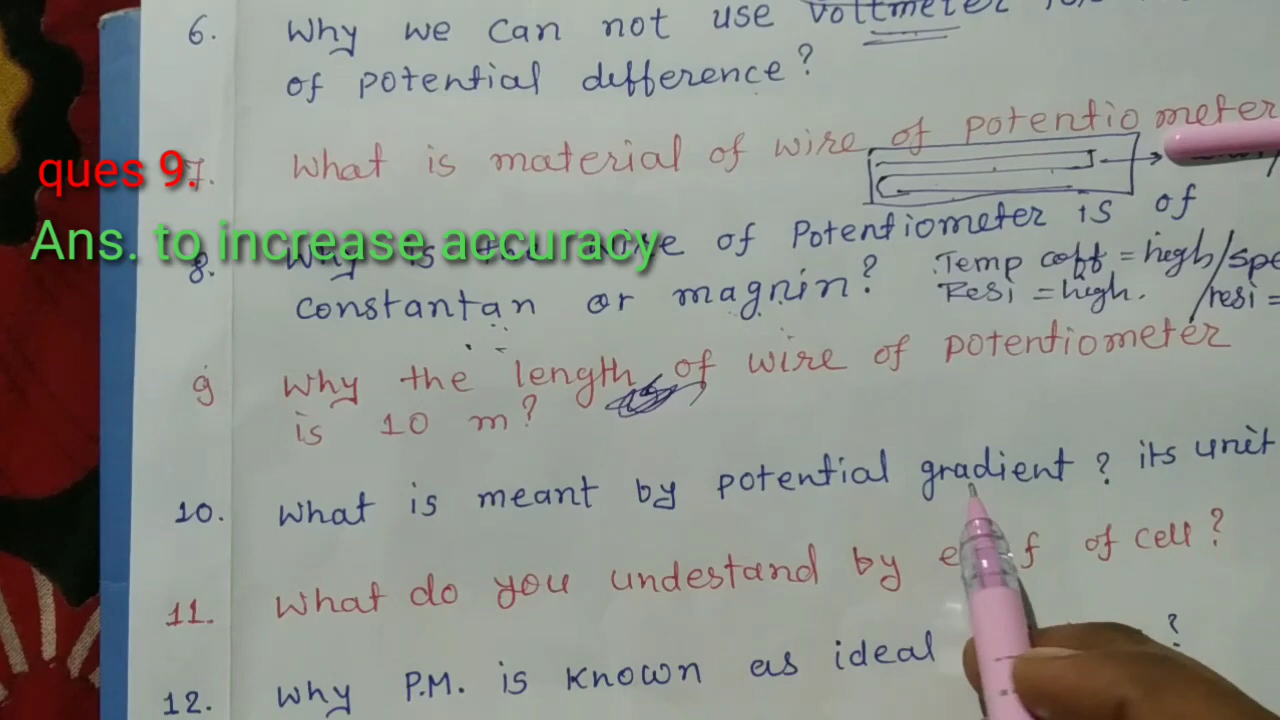 6. Why we can not use voltmeter
of potential difference?
7. What is material of wire of potentiometer
ques 9.
Ans. to increase accuracy
8. Why is of Potentiometer is of
constantan or magnin? Temp coff = high/spe
Resi = high. /resi =
9 Why the length of wire of potentiometer
is 10 m?
10. What is meant by potential gradient? its unit
11. What do you undestand by e f of cell?
12. Why P.M. is known as ideal ?